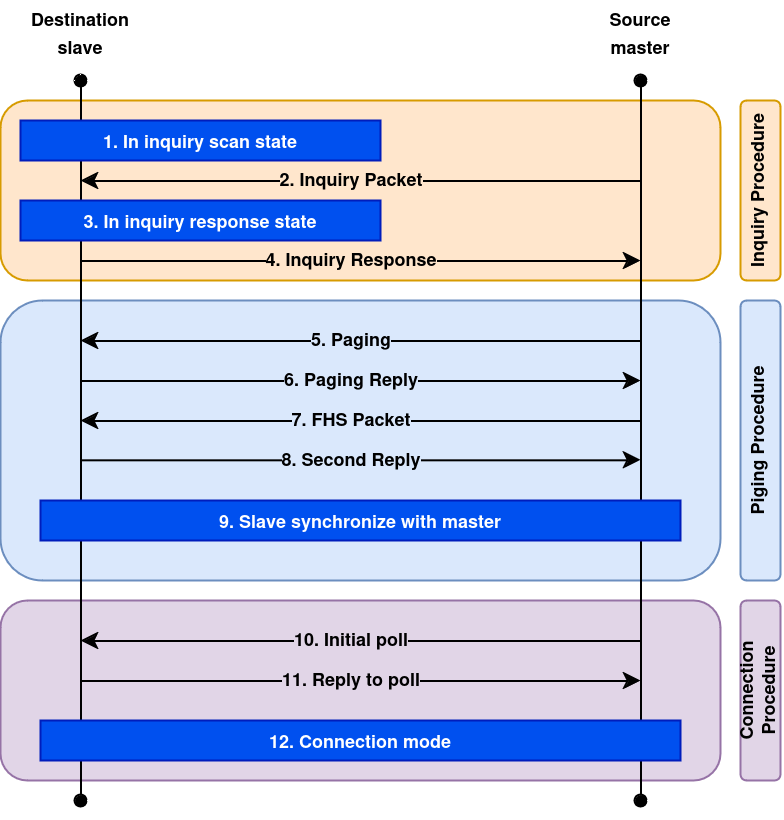 Destination
slave
Source
master
1. In inquiry scan state
2. Inquiry Packet
3. In inquiry response state
4. Inquiry Response
Inquiry Procedure
5. Paging
6. Paging Reply
7. FHS Packet
8. Second Reply
9. Slave synchronize with master
Piging Procedure
10. Initial poll
11. Reply to poll
12. Connection mode
Connection
Procedure